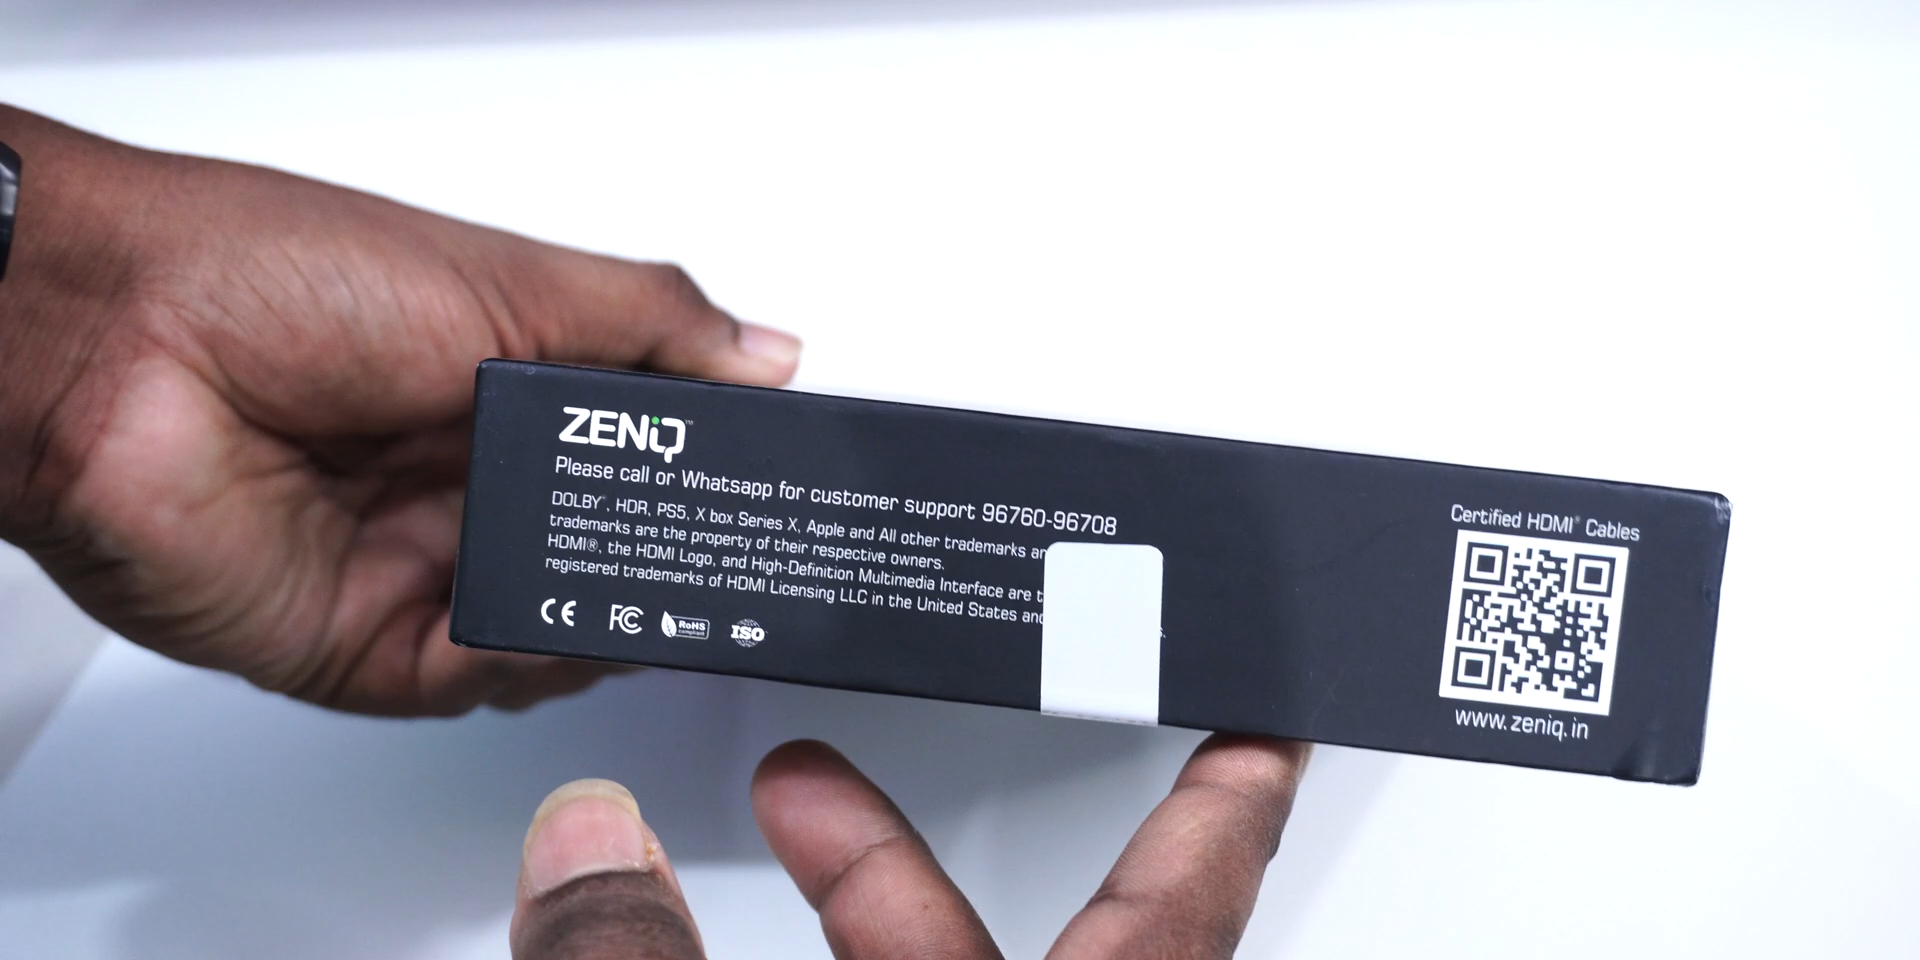 ZENiQ™
Please call or Whatsapp for customer support 96760-96708
DOLBY®, HDR, PS5, X box Series X, Apple and All other trademarks
trademarks are the property of their respective owners.
HDMI®, the HDMI Logo, and High-Definition Multimedia Interface are
registered trademarks of HDMI Licensing LLC in the United States
CE FC RoHS compliant ISO
Certified HDMI® Cables
www.zeniq.in